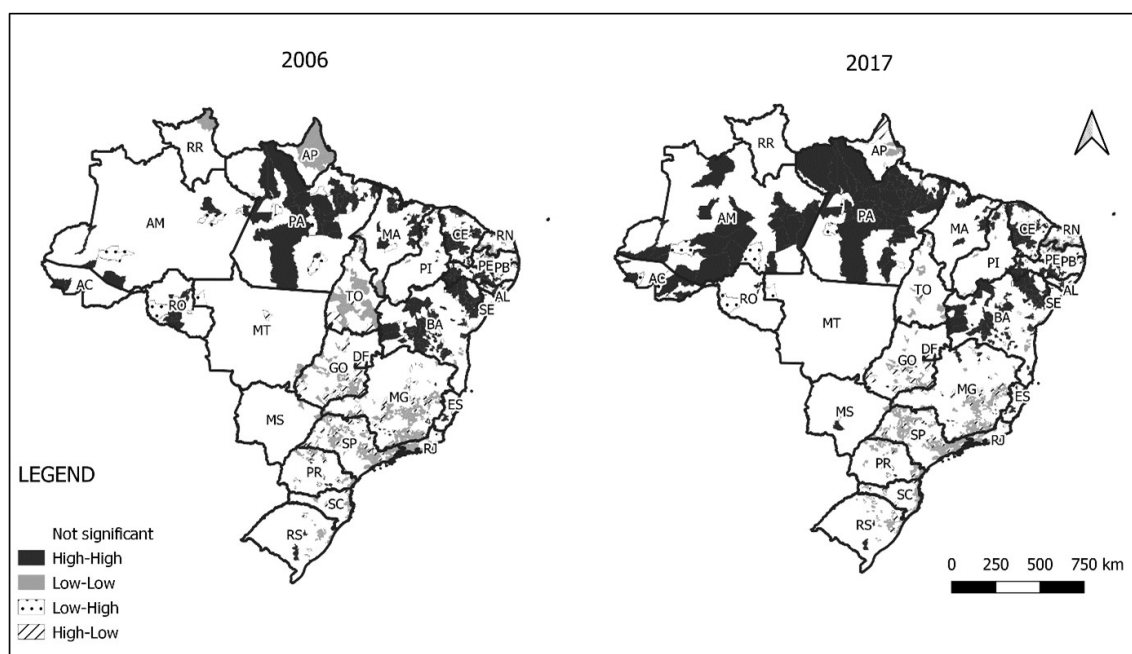 2006
RR
AP
AM
PA
MA
CE
RN
PI
PE
PB
AL
SE
AC
RO
TO
BA
MT
DF
GO
MG
ES
MS
SP
RJ
PR
SC
RS
2017
RR
AP
AM
PA
MA
CE
RN
PI
PE
PB
AL
SE
AC
RO
TO
BA
MT
DF
GO
MG
ES
MS
SP
RJ
PR
SC
RS
LEGEND
Not significant
High-High
Low-Low
Low-High
High-Low
0 250 500 750 km